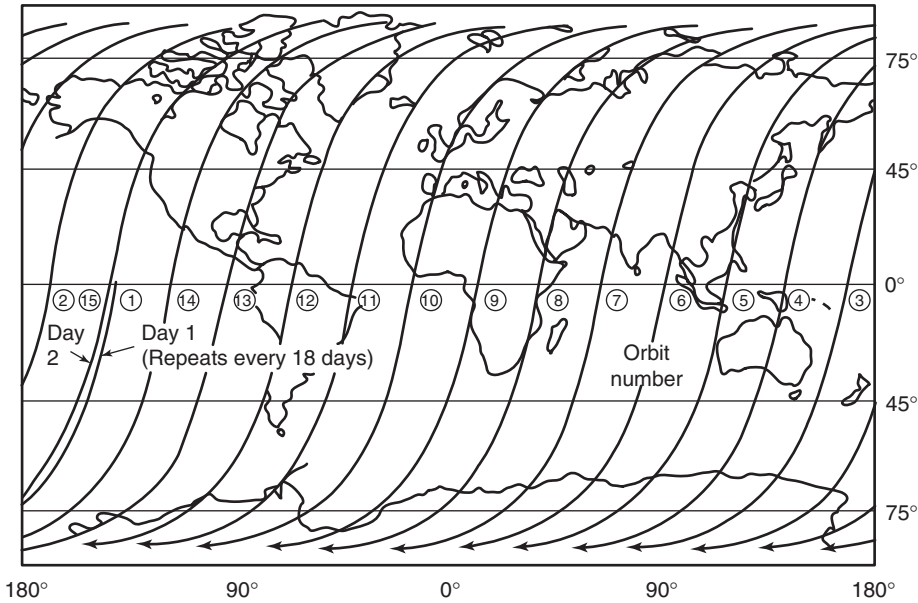 75°
45°
0°
② ⑮ ① ⑭ ⑬ ⑫ ⑪ ⑩ ⑨ ⑧ ⑦ ⑥ ⑤ ④ ③
Day
2
Day 1
(Repeats every 18 days)
Orbit
number
45°
75°
180° 90° 0° 90° 180°